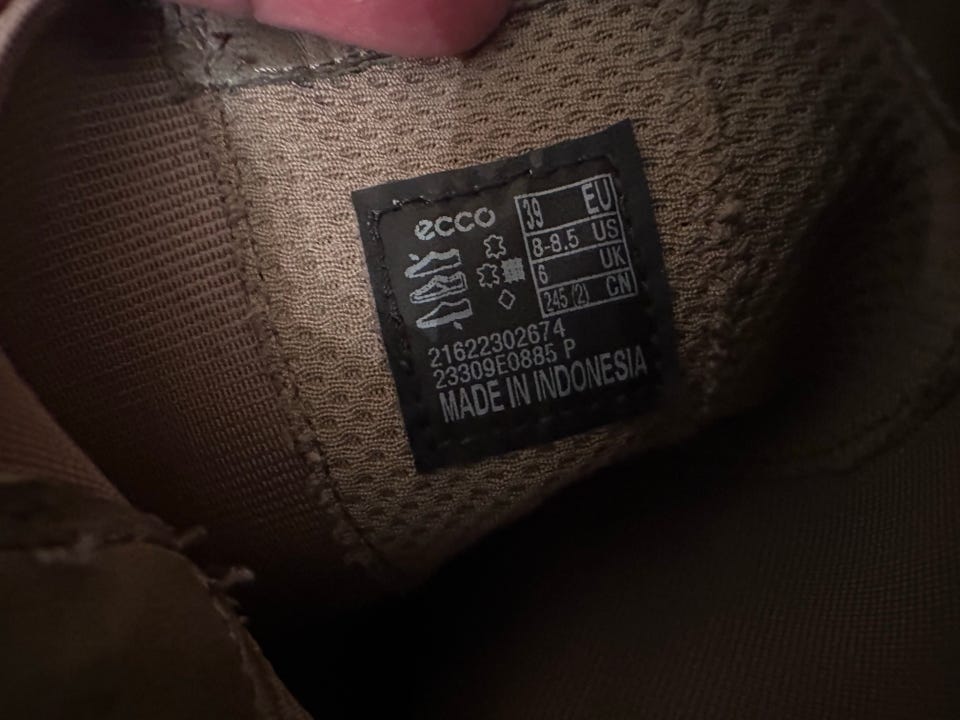 ecco
39 EU
8-8.5 US
6 UK
245 (2) CN
21622302674
23309E0885 P
MADE IN INDONESIA